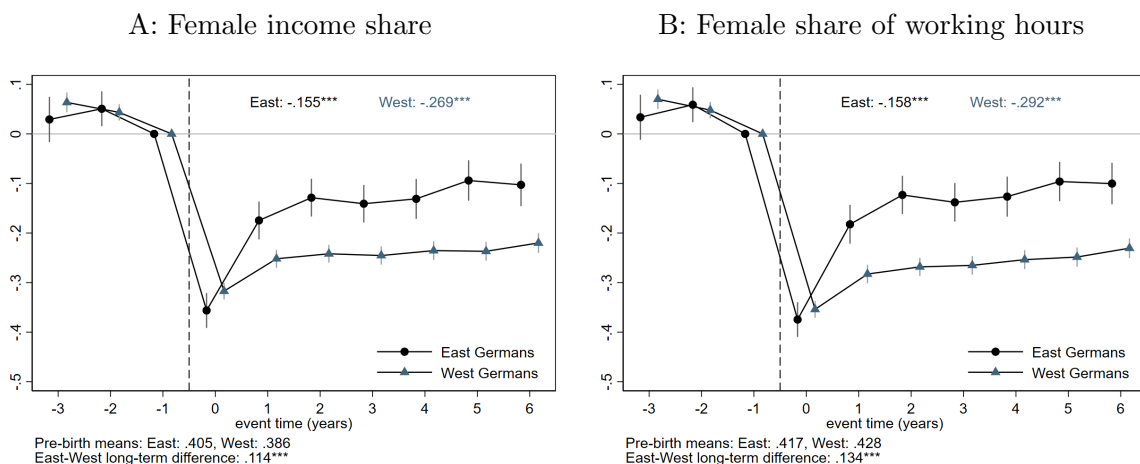 A: Female income share
East: -.155***
West: -.269***
.1
0
-.1
-.2
-.3
-.4
-.5
East Germans
West Germans
-3 -2 -1 0 1 2 3 4 5 6
event time (years)
Pre-birth means: East: .405, West: .386
East-West long-term difference: .114***
B: Female share of working hours
East: -.158***
West: -.292***
.1
0
-.1
-.2
-.3
-.4
-.5
East Germans
West Germans
-3 -2 -1 0 1 2 3 4 5 6
event time (years)
Pre-birth means: East: .417, West: .428
East-West long-term difference: .134***